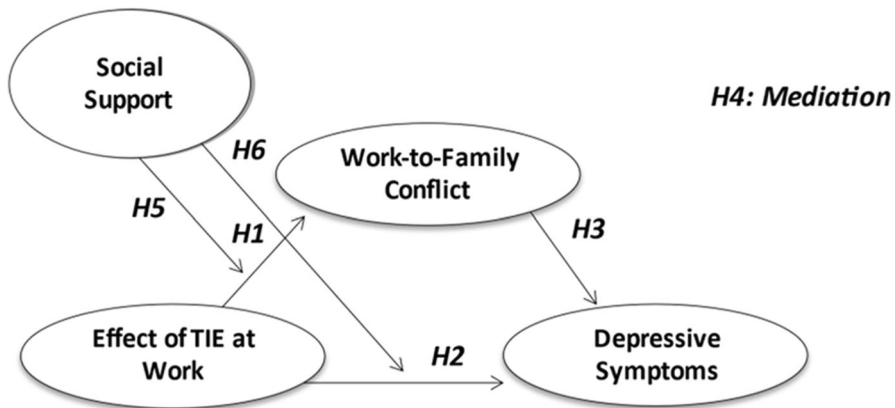 Social
Support
H4: Mediation
H6
Work-to-Family
Conflict
H5
H1
H3
Effect of TIE at
Work
H2
Depressive
Symptoms